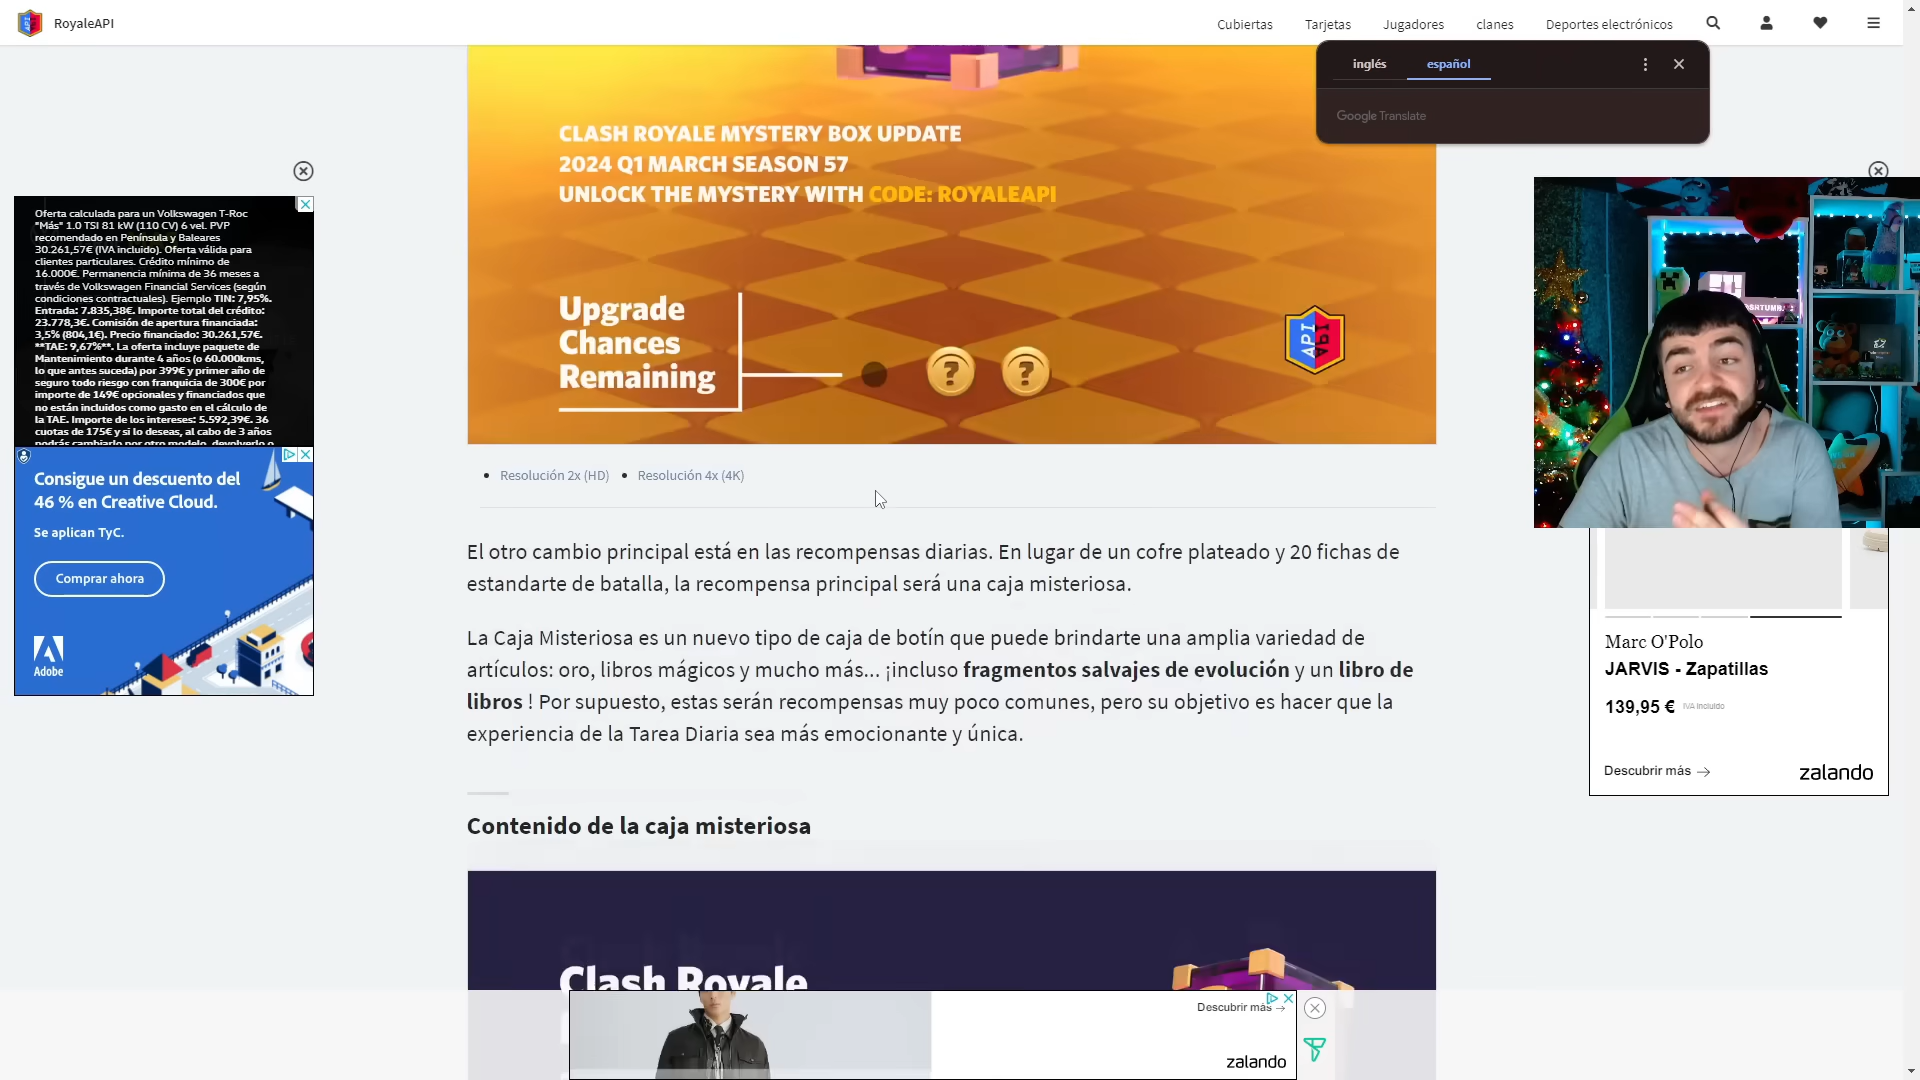 RoyaleAPI
Cubiertas
Tarjetas
Jugadores
clanes
Deportes electrónicos
inglés
español
Google Translate
CLASH ROYALE MYSTERY BOX UPDATE
2024 Q1 MARCH SEASON 57
UNLOCK THE MYSTERY WITH CODE: ROYALEAPI
Upgrade
Chances
Remaining
?
?
API
API
Resolución 2x (HD)
Resolución 4x (4K)
El otro cambio principal está en las recompensas diarias. En lugar de un cofre plateado y 20 fichas de
estandarte de batalla, la recompensa principal será una caja misteriosa.
La Caja Misteriosa es un nuevo tipo de caja de botín que puede brindarte una amplia variedad de
artículos: oro, libros mágicos y mucho más... ¡incluso fragmentos salvajes de evolución y un libro de
libros ! Por supuesto, estas serán recompensas muy poco comunes, pero su objetivo es hacer que la
experiencia de la Tarea Diaria sea más emocionante y única.
Contenido de la caja misteriosa
Clash Royale
Oferta calculada para un Volkswagen T-Roc
"Más" 1.0 TSI 81 kW (110 CV) 6 vel. PVP
recomendado en Península y Baleares
30.261,57€ (IVA incluido). Oferta válida para
clientes particulares. Crédito mínimo de
16.000€. Permanencia mínima de 36 meses a
través de Volkswagen Financial Services (según
condiciones contractuales). Ejemplo TIN: 7,95%.
Entrada: 7.835,38€. Importe total del crédito:
23.778,3€. Comisión de apertura financiada:
3,5% (804,1€). Precio financiado: 30.261,57€.
**TAE: 9,67%**. La oferta incluye paquete de
Mantenimiento durante 4 años (o 60.000kms,
lo que antes suceda) por 399€ y primer año de
seguro todo riesgo con franquicia de 300€ por
importe de 149€ opcionales y financiados que
no están incluidos como gasto en el cálculo de
la TAE. Importe de los intereses: 5.592,39€. 36
cuotas de 175€ y si lo deseas, al cabo de 3 años
podrás cambiarlo por otro modelo, devolverlo o
Consigue un descuento del
46 % en Creative Cloud.
Se aplican TyC.
Comprar ahora
Adobe
Marc O'Polo
JARVIS - Zapatillas
139,95 € IVA incluido
Descubrir más →
zalando
Descubrir más →
zalando